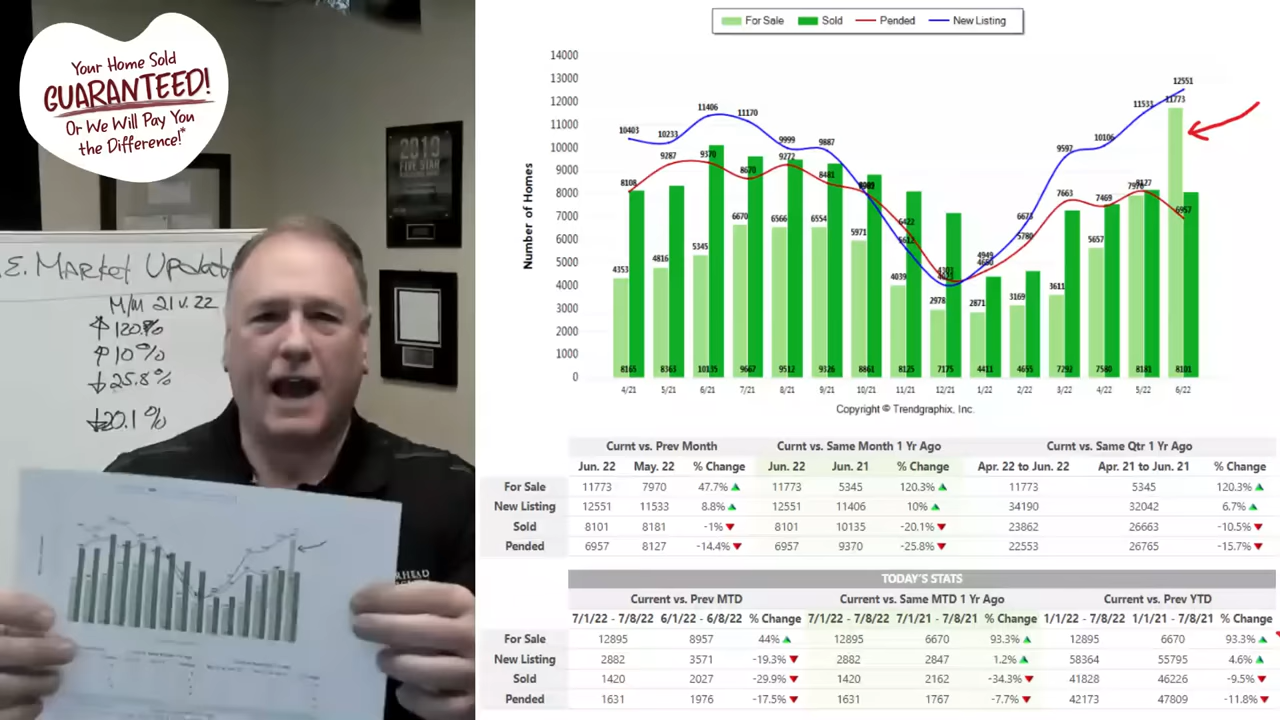 Your Home Sold
GUARANTEED!
Or We Will Pay You
the Difference!*
2019
FIVE STAR
.E. MARKET UPDATE
M/M 21 v. 22
↑ 120.%
↑ 10%
↓ 25.8%
↓ 20.1%
For Sale Sold Pended New Listing
Number of Homes
14000
13000
12000
11000
10000
9000
8000
7000
6000
5000
4000
3000
2000
1000
0
10403 10233 11406 11170 9999 9887 4949 6673 9597 10106 11533 12551
8108 9287 9370 8670 9272 8481 6422 4660 5780 7663 7469 8127 6957
4353 4816 5345 6670 6566 6554 5971 4039 2978 2871 3169 3611 5657 7970 11773
8165 8363 10135 9667 9512 9326 8861 8125 7175 4411 4655 7292 7580 8181 8101
4/21 5/21 6/21 7/21 8/21 9/21 10/21 11/21 12/21 1/22 2/22 3/22 4/22 5/22 6/22
Copyright © Trendgraphix, Inc.
Curnt vs. Prev Month Curnt vs. Same Month 1 Yr Ago Curnt vs. Same Qtr 1 Yr Ago
Jun. 22 May. 22 % Change Jun. 22 Jun. 21 % Change Apr. 22 to Jun. 22 Apr. 21 to Jun. 21 % Change
For Sale 11773 7970 47.7% 11773 5345 120.3% 11773 5345 120.3%
New Listing 12551 11533 8.8% 12551 11406 10% 34190 32042 6.7%
Sold 8101 8181 -1% 8101 10135 -20.1% 23862 26663 -10.5%
Pended 6957 8127 -14.4% 6957 9370 -25.8% 22553 26765 -15.7%
TODAY'S STATS
Current vs. Prev MTD Current vs. Same MTD 1 Yr Ago Current vs. Prev YTD
7/1/22 - 7/8/22 6/1/22 - 6/8/22 % Change 7/1/22 - 7/8/22 7/1/21 - 7/8/21 % Change 1/1/22 - 7/8/22 1/1/21 - 7/8/21 % Change
For Sale 12895 8957 44% 12895 6670 93.3% 12895 6670 93.3%
New Listing 2882 3571 -19.3% 2882 2847 1.2% 58364 55795 4.6%
Sold 1420 2027 -29.9% 1420 2162 -34.3% 41828 46226 -9.5%
Pended 1631 1976 -17.5% 1631 1767 -7.7% 42173 47809 -11.8%